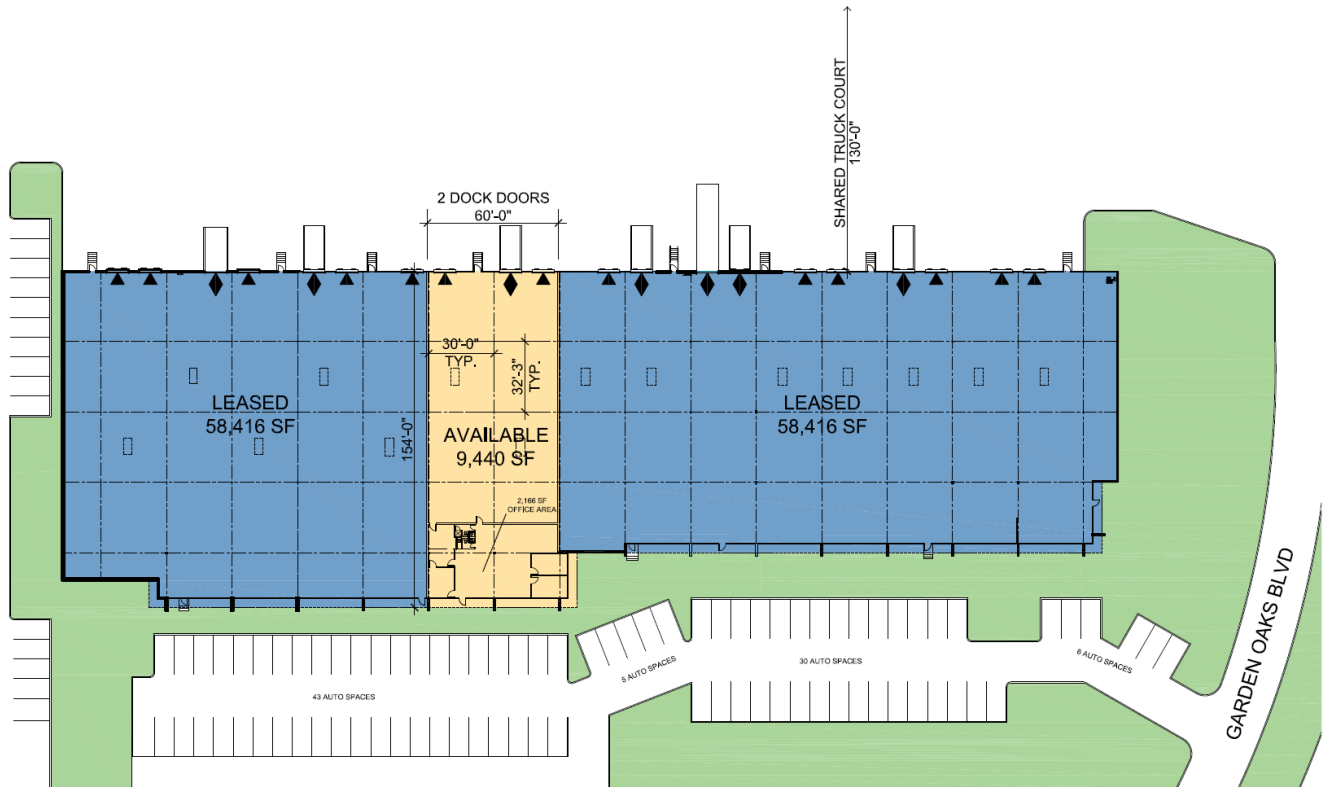 SHARED TRUCK COURT
130'-0"
2 DOCK DOORS
60'-0"
30'-0"
TYP.
32'-3"
TYP.
154'-0"
LEASED
58,416 SF
AVAILABLE
9,440 SF
LEASED
58,416 SF
2,166 SF
OFFICE AREA
43 AUTO SPACES
5 AUTO SPACES
30 AUTO SPACES
6 AUTO SPACES
GARDEN OAKS BLVD